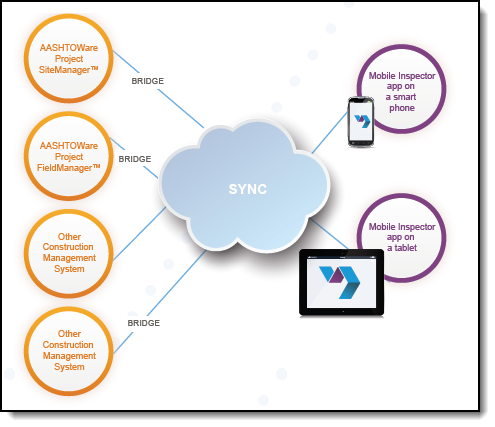 AASHTOWare
Project
SiteManager™
BRIDGE
AASHTOWare
Project
FieldManager™
BRIDGE
Other
Construction
Management
System
Other
Construction
Management
System
BRIDGE
SYNC
Mobile Inspector
app on
a smart
phone
Mobile Inspector
app on
a tablet